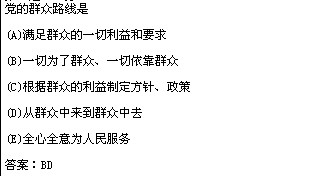 党的群众路线是
(A)满足群众的一切利益和要求
(B)一切为了群众、一切依靠群众
(C)根据群众的利益制定方针、政策
(D)从群众中来到群众中去
(E)全心全意为人民服务
答案：BD